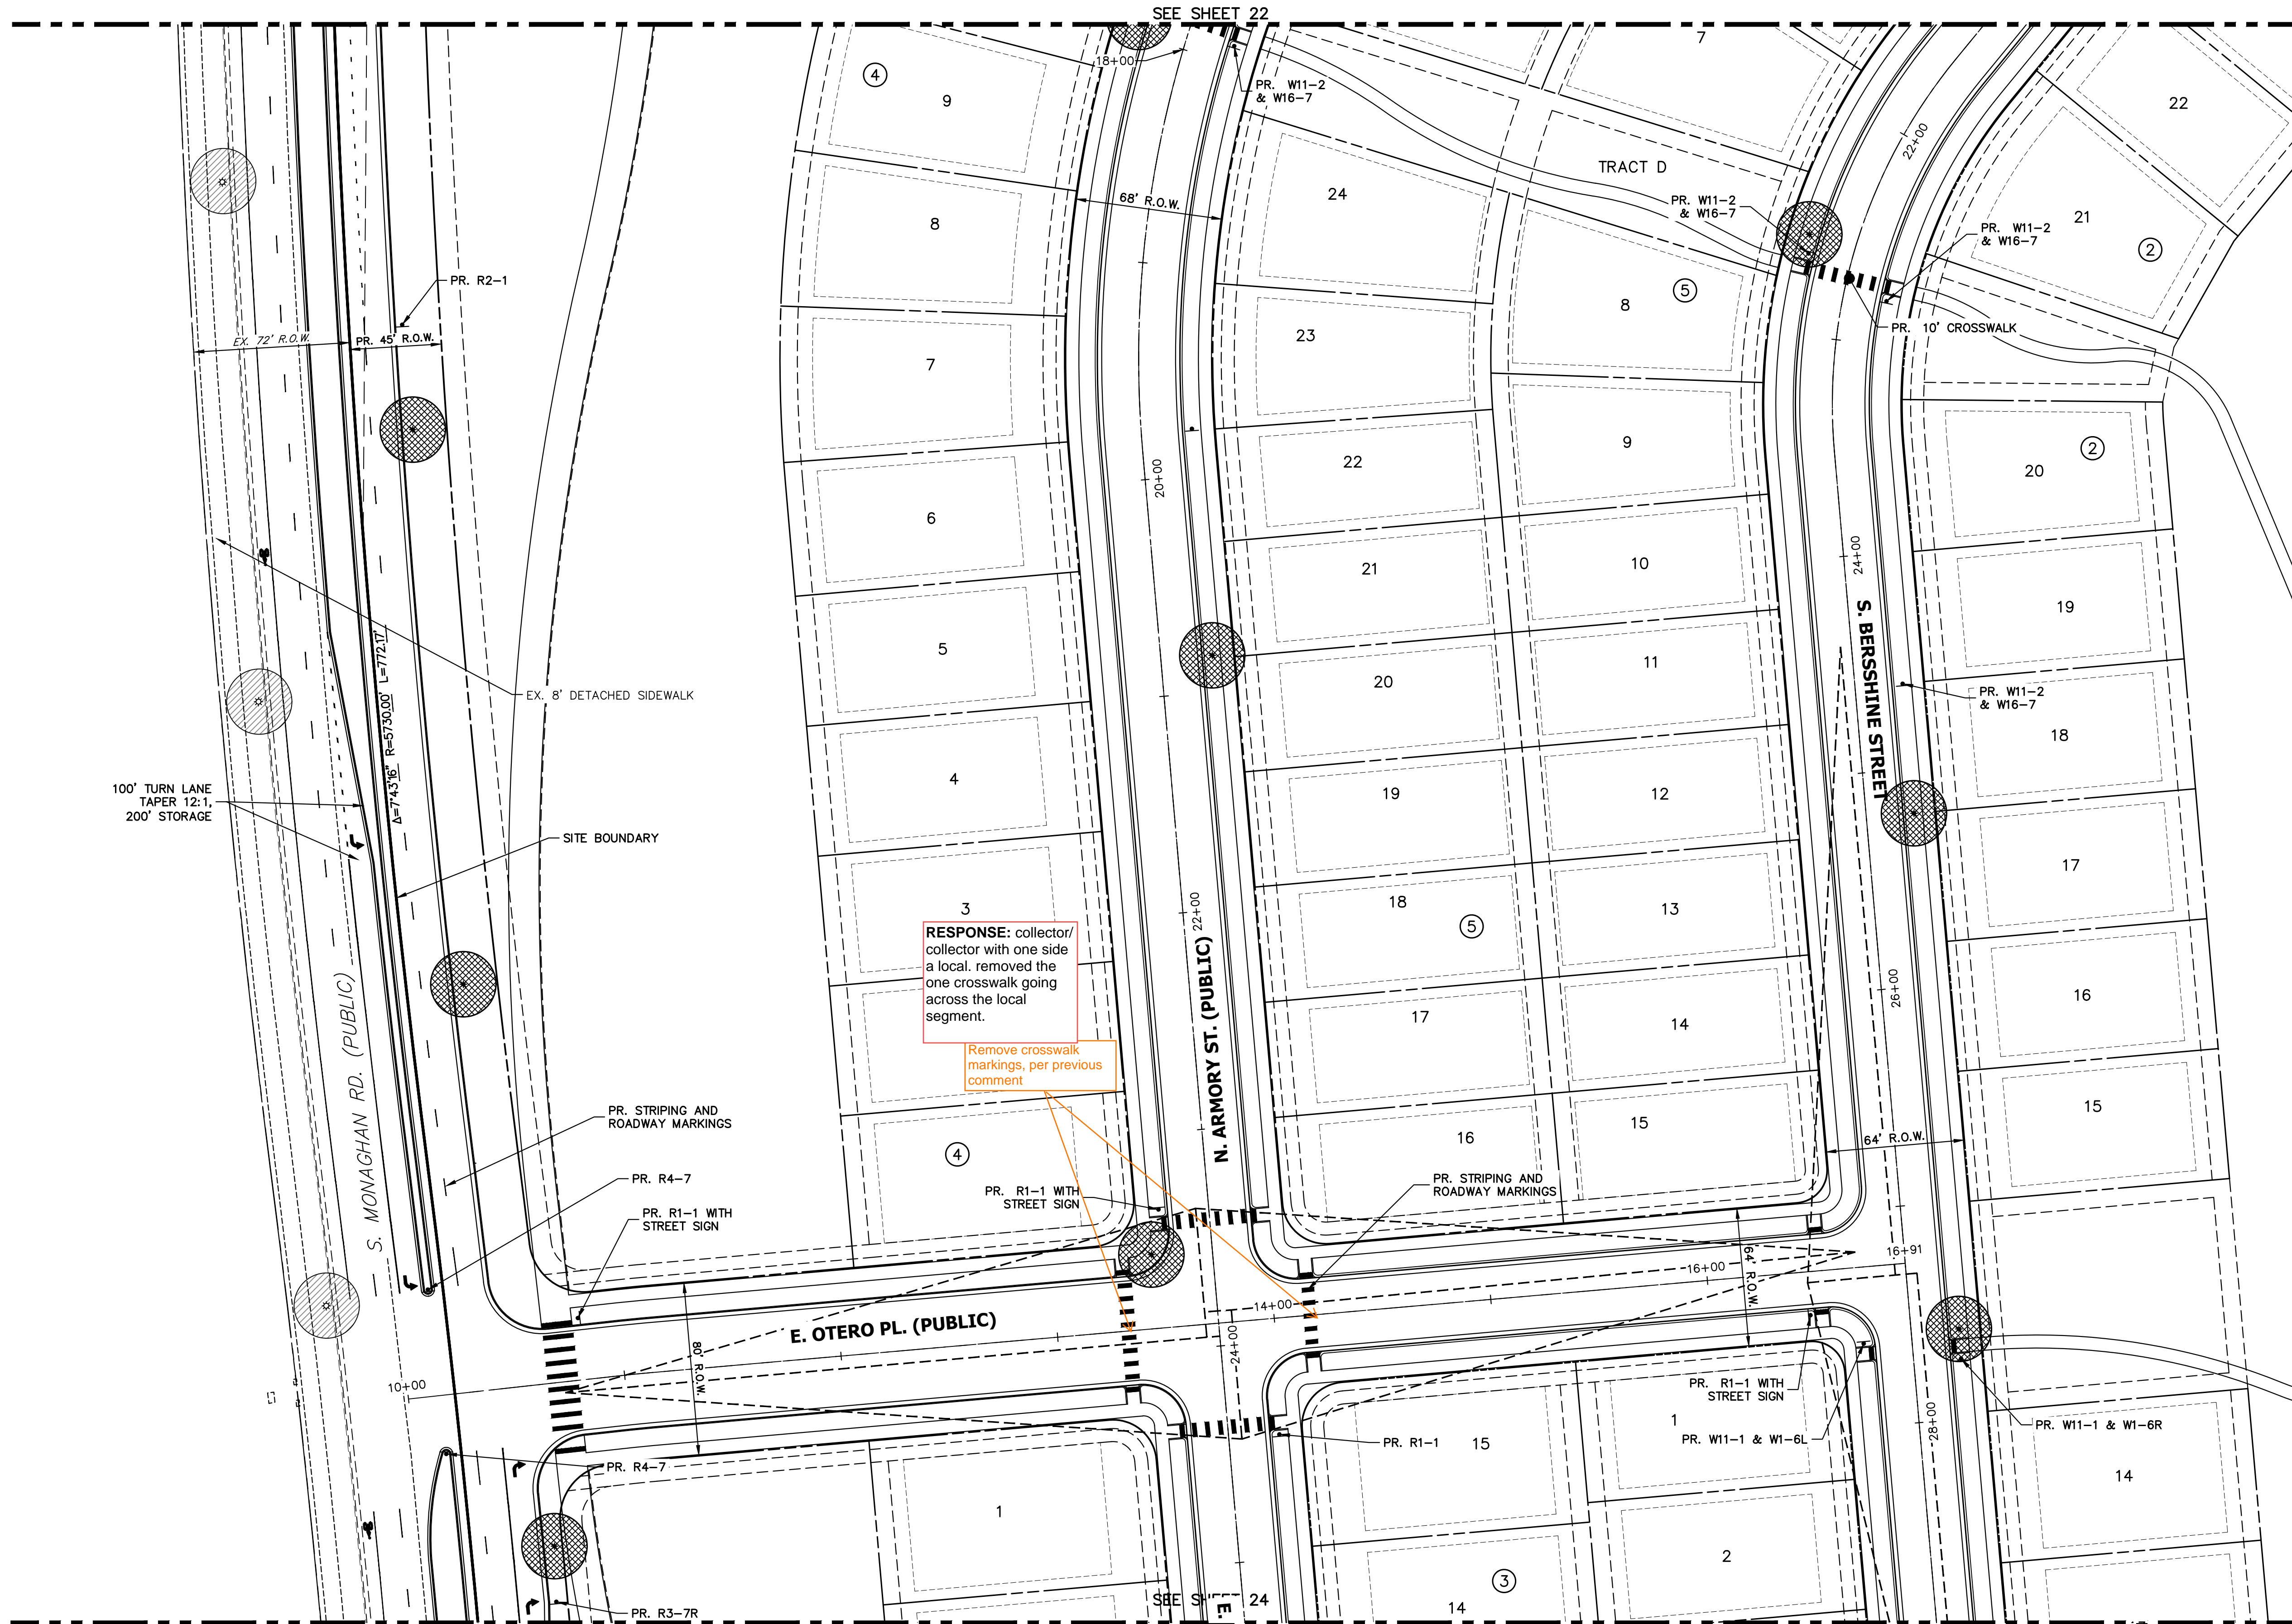 SEE SHEET 22
18+00
4
9
PR. W11-2
& W16-7
7
22
22+00
TRACT D
8
68' R.O.W.
24
PR. W11-2
& W16-7
21
PR. W11-2
& W16-7
2
PR. R2-1
5
8
23
EX. 72' R.O.W.
PR. 45' R.O.W.
PR. 10' CROSSWALK
7
9
22
20
2
20+00
6
24+00
21
10
19
5
11
20
S. BERSSHINE STREET
PR. W11-2
& W16-7
EX. 8' DETACHED SIDEWALK
Δ=7°43'16" R=5730.00' L=772.17'
18
4
19
12
100' TURN LANE
TAPER 12:1,
200' STORAGE
SITE BOUNDARY
17
3
18
13
5
22+00
RESPONSE: collector/
collector with one side
a local. removed the
one crosswalk going
across the local
segment.
26+00
16
S. MONAGHAN RD. (PUBLIC)
17
14
N. ARMORY ST. (PUBLIC)
Remove crosswalk
markings, per previous
comment
PR. STRIPING AND
ROADWAY MARKINGS
15
16
15
64' R.O.W.
4
PR. R4-7
PR. R1-1 WITH
STREET SIGN
PR. STRIPING AND
ROADWAY MARKINGS
PR. R1-1 WITH
STREET SIGN
64' R.O.W.
16+91
16+00
14+00
E. OTERO PL. (PUBLIC)
80' R.O.W.
24+00
10+00
PR. R1-1 WITH
STREET SIGN
1
28+00
PR. W11-1 & W1-6R
PR. W11-1 & W1-6L
PR. R1-1
15
PR. R4-7
14
1
2
3
SEE SHEET 24
E.
14
PR. R3-7R